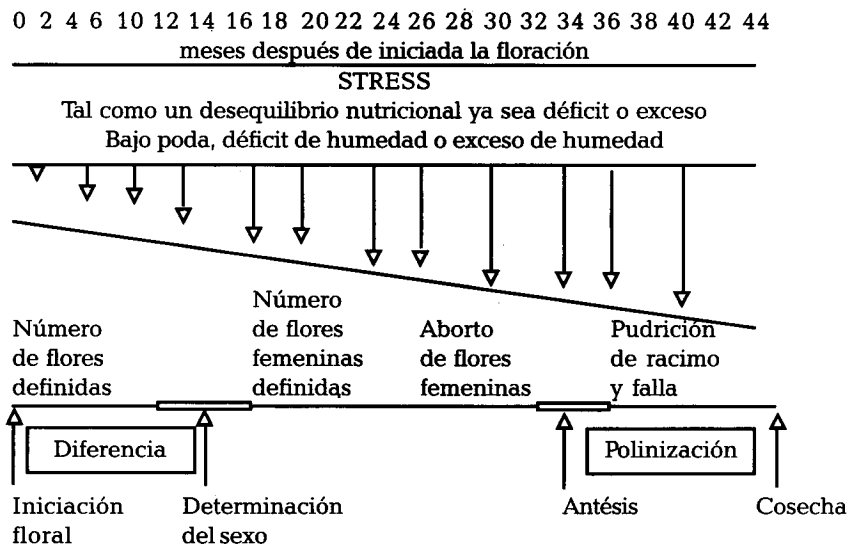 0 2 4 6 10 12 14 16 18 20 22 24 26 28 30 32 34 36 38 40 42 44
meses después de iniciada la floración
STRESS
Tal como un desequilibrio nutricional ya sea déficit o exceso
Bajo poda, déficit de humedad o exceso de humedad
Número
de flores
definidas
Número
de flores
femeninas
definidas
Aborto
de flores
femeninas
Pudrición
de racimo
y falla
Diferencia
Polinización
Iniciación
floral
Determinación
del sexo
Antésis
Cosecha